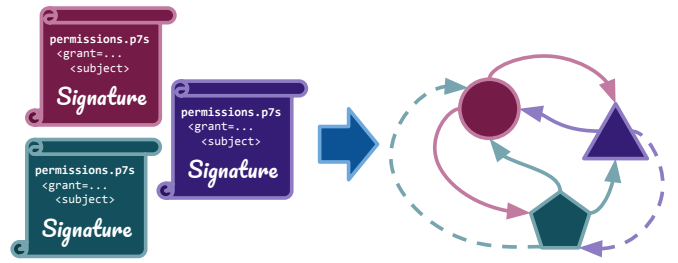 permissions.p7s
<grant=...
<subject>
Signature
permissions.p7s
<grant=...
<subject>
Signature
permissions.p7s
<grant=...
<subject>
Signature